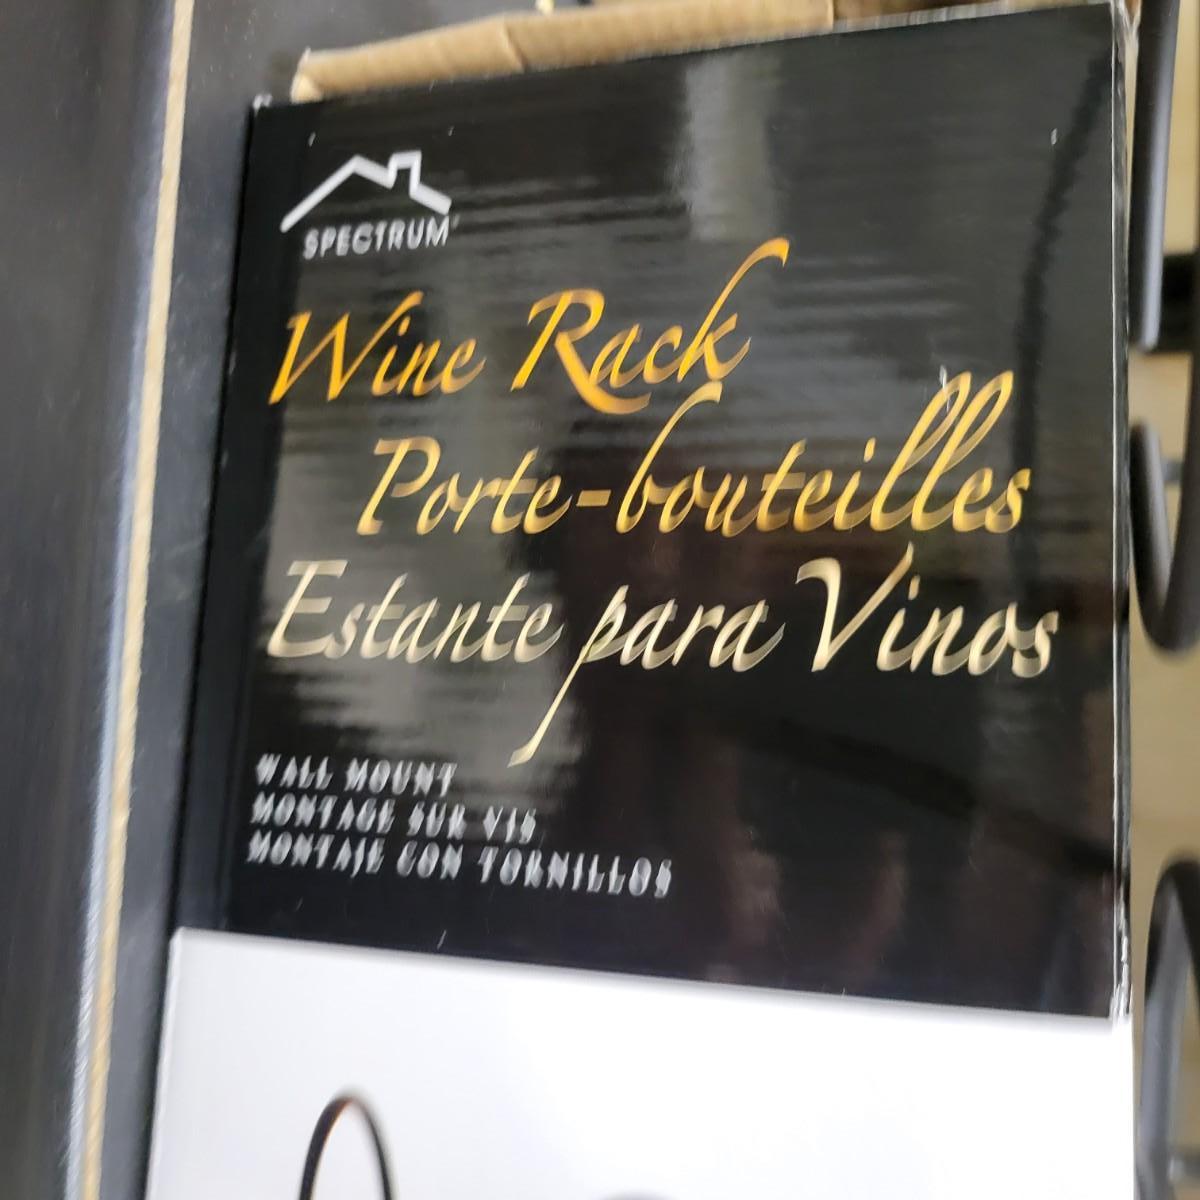 SPECTRUM
Wine Rack
Porte-bouteilles
Estante para Vinos
WALL MOUNT
MONTAGE SUR VIS
MONTAJE CON TORNILLOS